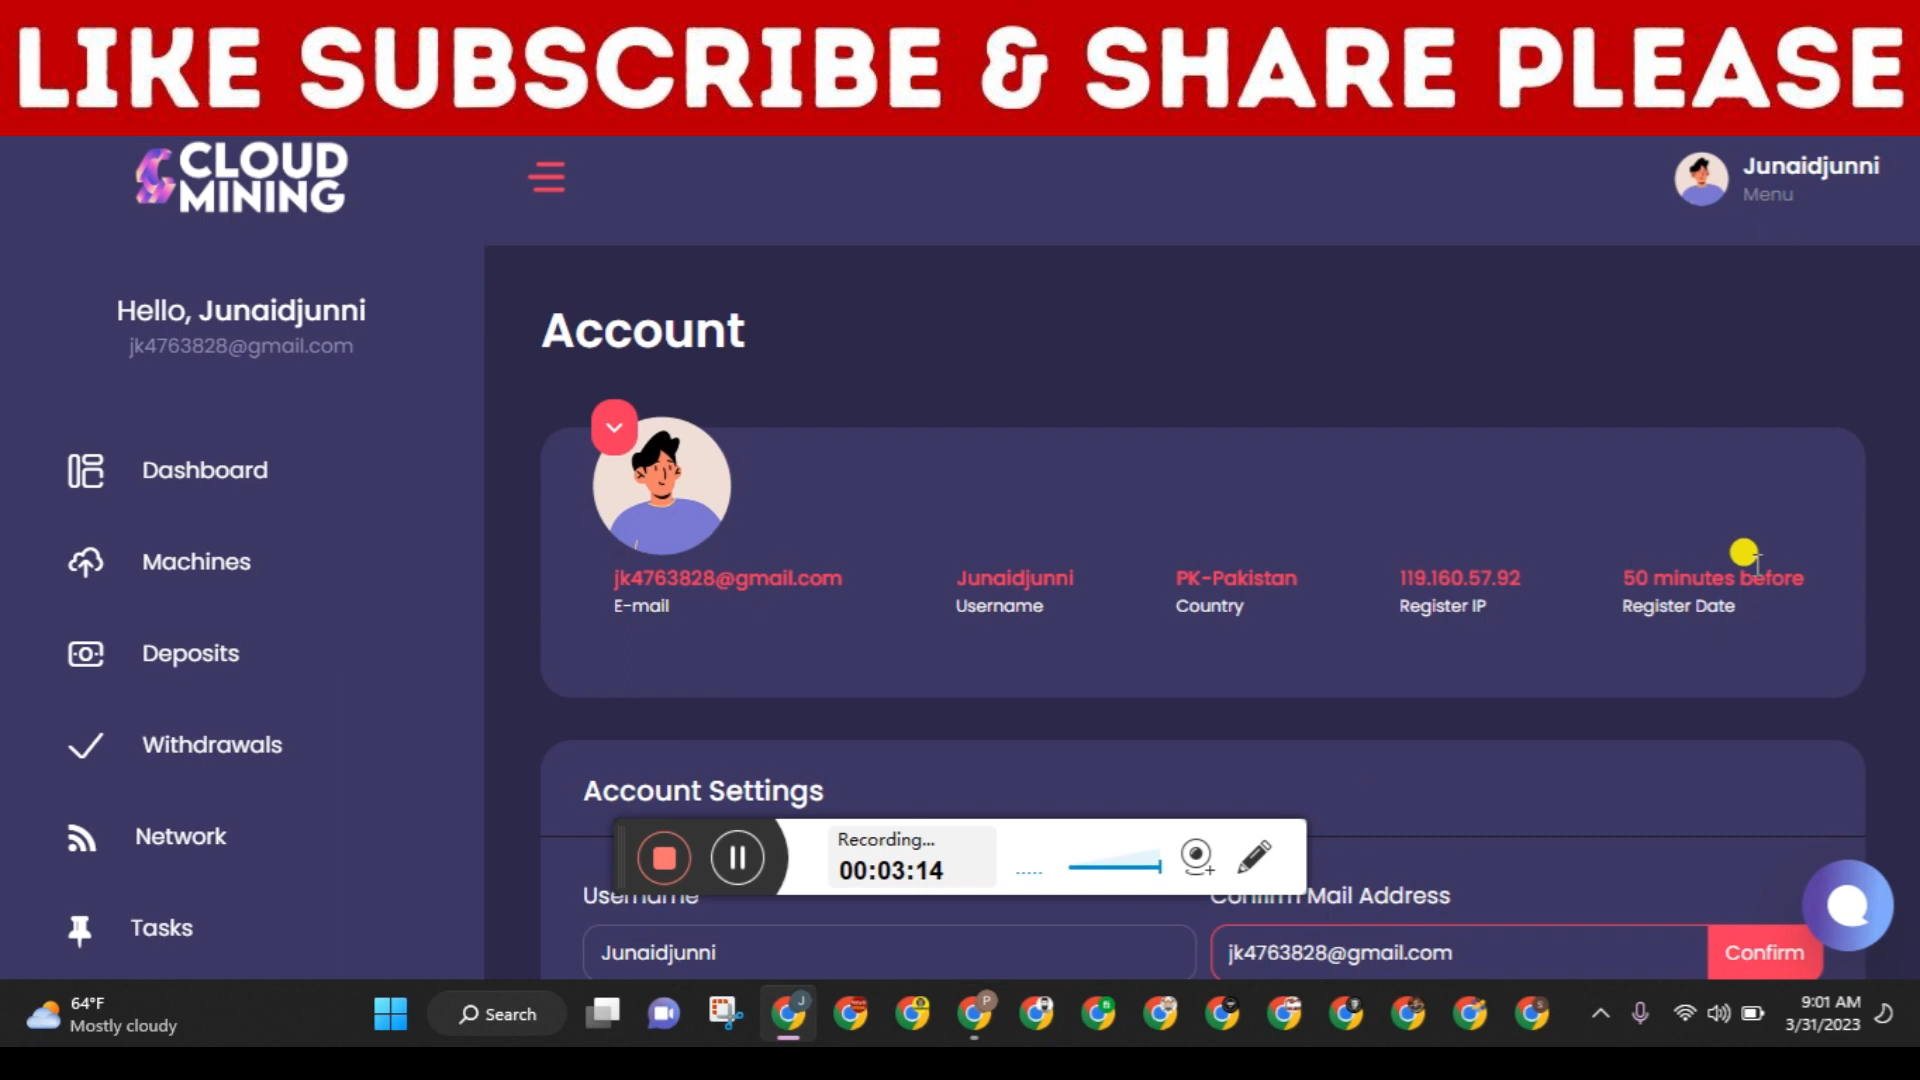 LIKE SUBSCRIBE & SHARE PLEASE
CLOUD
MINING
Junaidjunni
Menu
Hello, Junaidjunni
jk4763828@gmail.com
Account
Dashboard
Machines
Deposits
Withdrawals
Network
Tasks
jk4763828@gmail.com
E-mail
Junaidjunni
Username
PK-Pakistan
Country
119.160.57.92
Register IP
50 minutes before
Register Date
Account Settings
Recording...
00:03:14
Username
Confirm Mail Address
Junaidjunni
jk4763828@gmail.com
Confirm
64°F
Mostly cloudy
Search
J
P
9:01 AM
3/31/2023